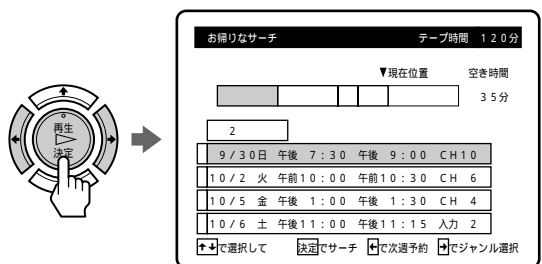 お帰りなサーチ テープ時間 120分
▼現在位置 空き時間
35分
再生
決定
2
9/30日 午後 7:30 午後 9:00 CH10
10/2 火 午前10:00 午前10:30 CH 6
10/5 金 午後 1:00 午後 1:30 CH 4
10/6 土 午後11:00 午後11:15 入力 2
↑↓で選択して 決定でサーチ ←で次週予約 →でジャンル選択